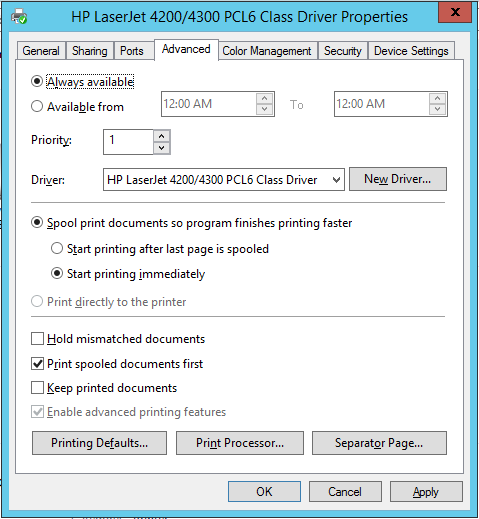 HP LaserJet 4200/4300 PCL6 Class Driver Properties
x
General Sharing Ports Advanced Color Management Security Device Settings
Always available
Available from 12:00 AM To 12:00 AM
Priority: 1
Driver: HP LaserJet 4200/4300 PCL6 Class Driver New Driver...
Spool print documents so program finishes printing faster
Start printing after last page is spooled
Start printing immediately
Print directly to the printer
Hold mismatched documents
Print spooled documents first
Keep printed documents
Enable advanced printing features
Printing Defaults... Print Processor... Separator Page...
OK Cancel Apply